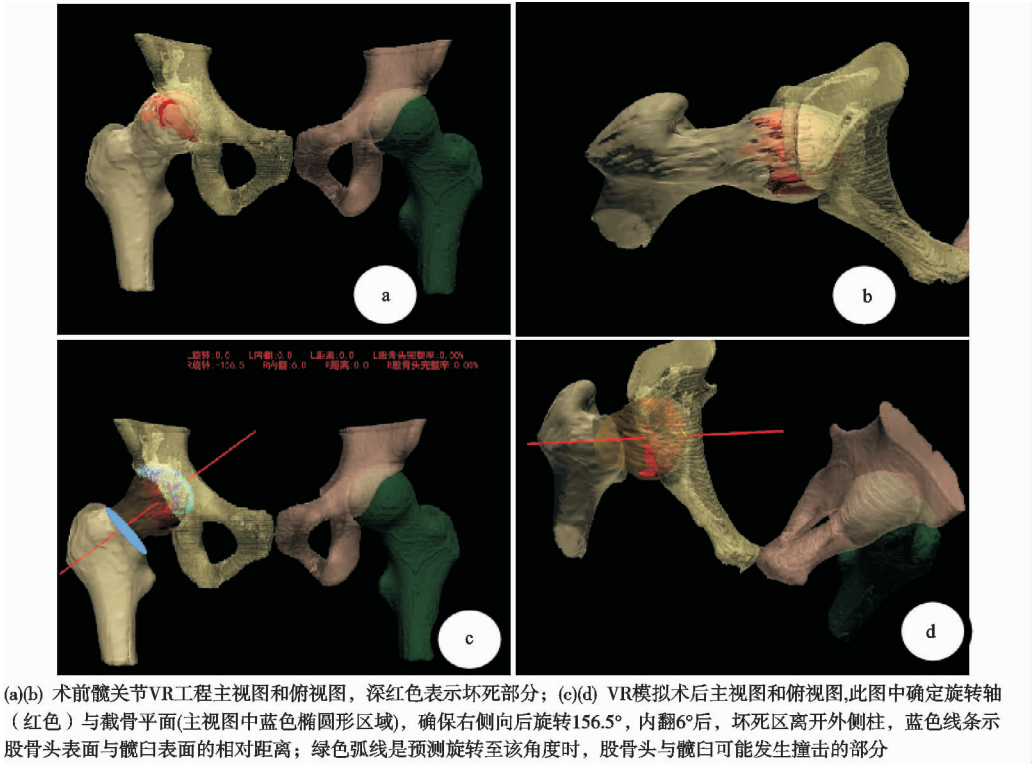 a
b
L旋转:0.0 L内翻:0.0 L距离:0.0 L股骨头完整率:0.00%
R旋转:-156.5 R内翻:6.0 R距离:0.0 R股骨头完整率:0.00%
c
d
(a)(b) 术前髋关节VR工程主视图和俯视图，深红色表示坏死部分；(c)(d) VR模拟术后主视图和俯视图,此图中确定旋转轴
（红色）与截骨平面(主视图中蓝色椭圆形区域)，确保右侧向后旋转156.5°，内翻6°后，坏死区离开外侧柱，蓝色线条示
股骨头表面与髋臼表面的相对距离；绿色弧线是预测旋转至该角度时，股骨头与髋臼可能发生撞击的部分